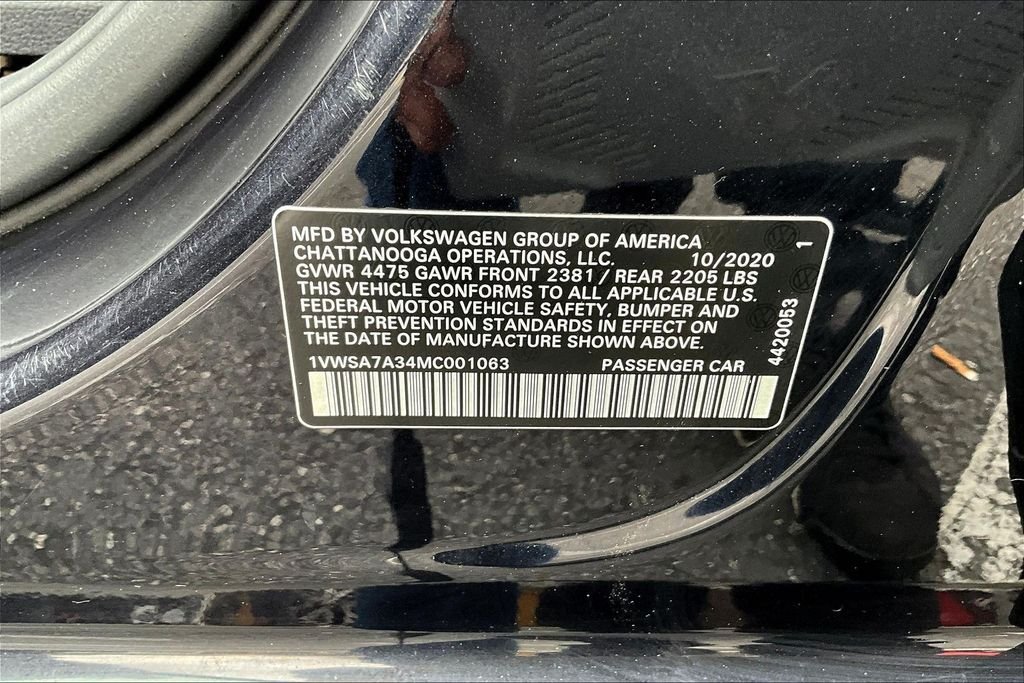 MFD BY VOLKSWAGEN GROUP OF AMERICA
CHATTANOOGA OPERATIONS, LLC. 10/2020
GVWR 4475 GAWR FRONT 2381 / REAR 2205 LBS
THIS VEHICLE CONFORMS TO ALL APPLICABLE U.S.
FEDERAL MOTOR VEHICLE SAFETY, BUMPER AND
THEFT PREVENTION STANDARDS IN EFFECT ON
THE DATE OF MANUFACTURE SHOWN ABOVE.
1VWSA7A34MC001063 PASSENGER CAR
4420053 1